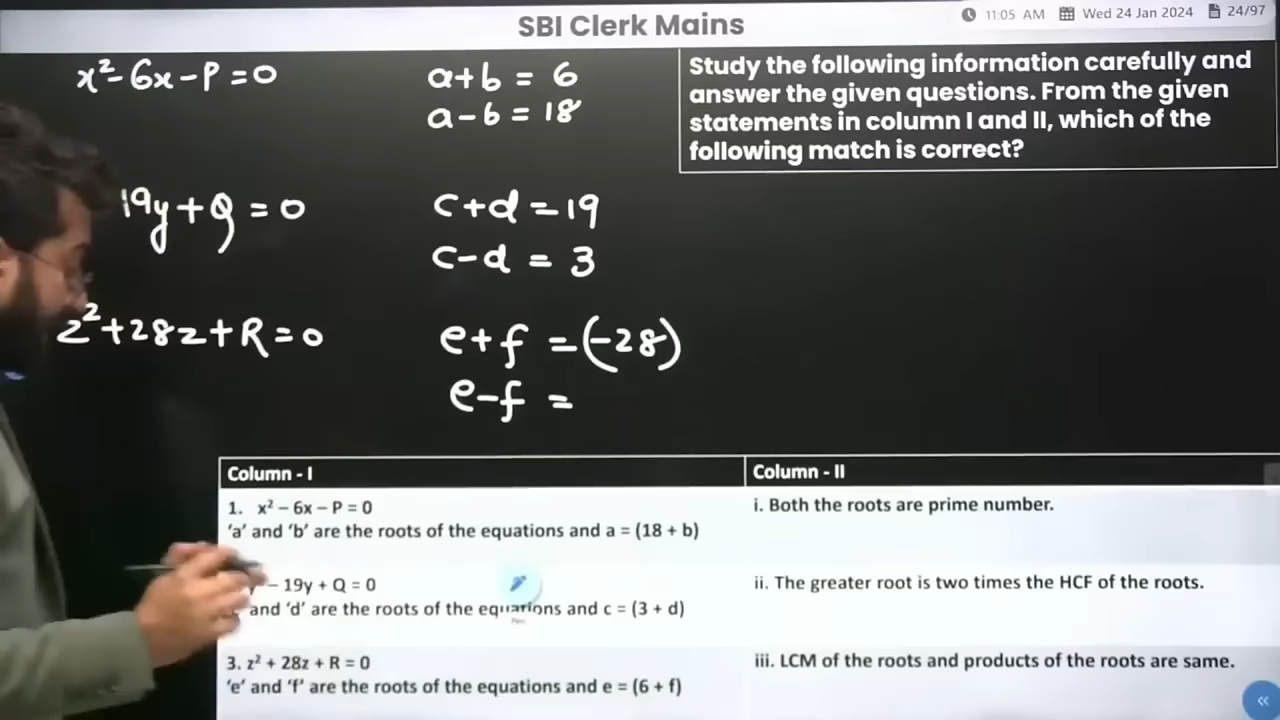 SBI Clerk Mains
11:05 AM Wed 24 Jan 2024 24/97
x²-6x-P=0
a+b = 6
a-b = 18
Study the following information carefully and
answer the given questions. From the given
statements in column I and II, which of the
following match is correct?
19y+Q=0
c+d=19
c-d = 3
z²+28z+R=0
e+f =(-28)
e-f =
Column - I
Column - II
1. x² – 6x – P = 0
'a' and 'b' are the roots of the equations and a = (18 + b)
i. Both the roots are prime number.
– 19y + Q = 0
and 'd' are the roots of the equations and c = (3 + d)
ii. The greater root is two times the HCF of the roots.
3. z² + 28z + R = 0
'e' and 'f' are the roots of the equations and e = (6 + f)
iii. LCM of the roots and products of the roots are same.